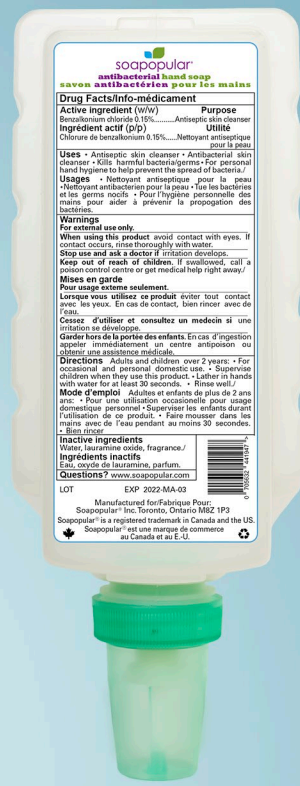 soapopular®
antibacterial hand soap
savon antibactérien pour les mains
Drug Facts/Info-médicament
Active ingredient (w/w) Purpose
Benzalkonium chloride 0.15%..........Antiseptic skin cleanser
Ingrédient actif (p/p) Utilité
Chlorure de benzalkonium 0.15%.....Nettoyant antiseptique
pour la peau
Uses • Antiseptic skin cleanser • Antibacterial skin
cleanser • Kills harmful bacteria/germs • For personal
hand hygiene to help prevent the spread of bacteria./
Usages • Nettoyant antiseptique pour la peau
•Nettoyant antibacterien pour la peau •Tue les bactéries
et les germs nocifs • Pour l'hygiène personnelle des
mains pour aider à prévenir la propogation des
bactéries.
Warnings
For external use only.
When using this product avoid contact with eyes. If
contact occurs, rinse thoroughly with water.
Stop use and ask a doctor if irritation develops.
Keep out of reach of children. If swallowed, call a
poison control centre or get medical help right away./
Mises en garde
Pour usage externe seulement.
Lorsque vous utilisez ce produit éviter tout contact
avec les yeux. En cas de contact, bien rincer avec de
l'eau.
Cessez d'utiliser et consultez un medecin si une
irritation se développe.
Garder hors de la portée des enfants. En cas d'ingestion
appeler immédiatement un centre antipoison ou
obtenir une assistance médicale.
Directions Adults and children over 2 years: • For
occasional and personal domestic use. • Supervise
children when they use this product. • Lather in hands
with water for at least 30 seconds. • Rinse well./
Mode d'emploi Adultes et enfants de plus de 2 ans
ans: • Pour une utilisation occasionelle pour usage
domestique personnel • Superviser les enfants durant
l'utilisation de ce produit. • Faire mousser dans les
mains avec de l'eau pendant au moins 30 secondes.
• Bien rincer
Inactive ingredients
Water, lauramine oxide, fragrance./
Ingrédients inactifs
Eau, oxyde de lauramine, parfum.
Questions? www.soapopular.com
0 705632 441947 >
LOT EXP 2022-MA-03
Manufactured for/Fabrique Pour:
Soapopular® Inc.Toronto, Ontario M8Z 1P3
Soapopular® is a registered trademark in Canada and the US.
Soapopular® est une marque de commerce
au Canada et au E.-U.